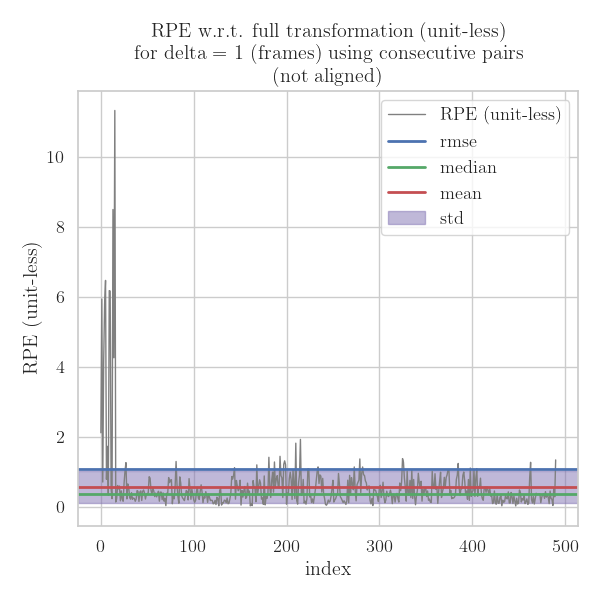 RPE w.r.t. full transformation (unit-less)
for delta = 1 (frames) using consecutive pairs
(not aligned)
RPE (unit-less)
rmse
median
mean
std
RPE (unit-less)
10
8
6
4
2
0
0
100
200
300
400
500
index